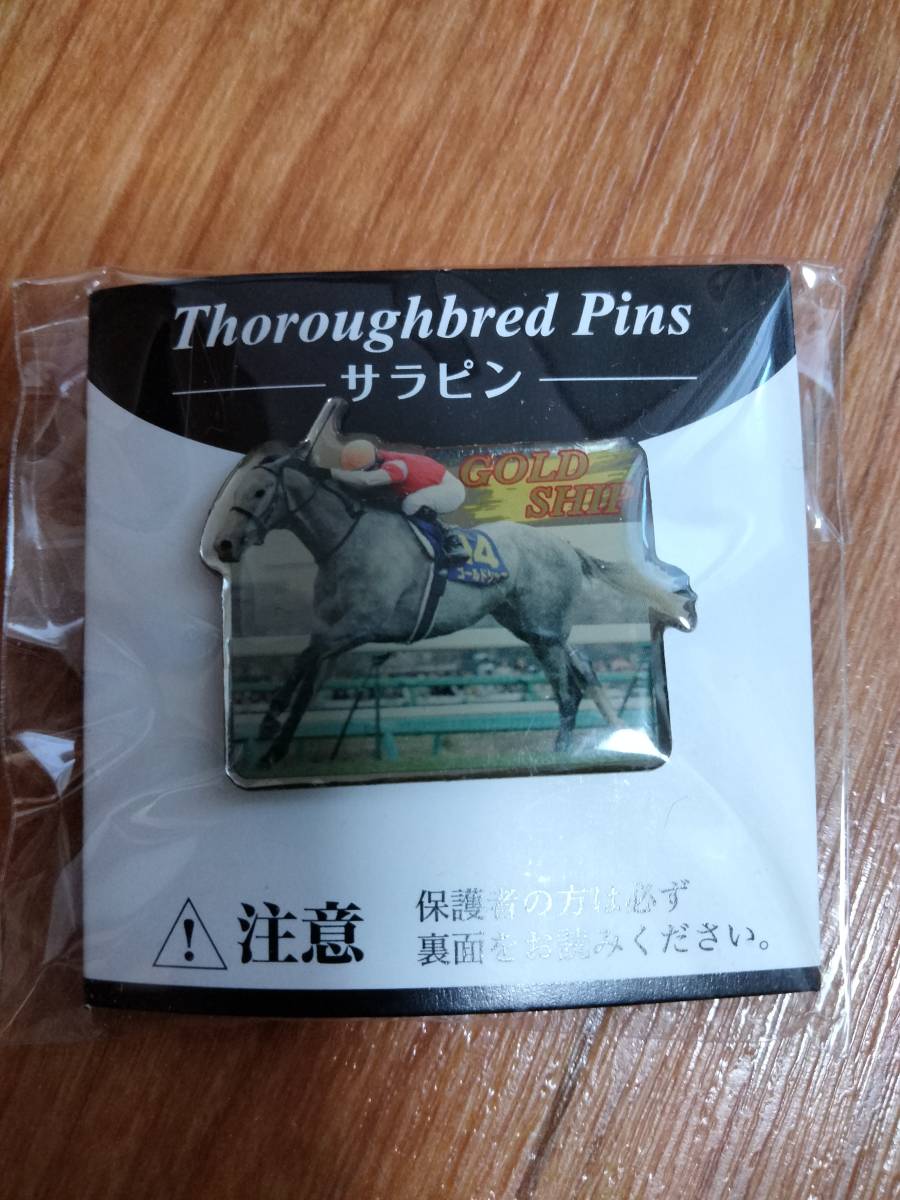 Thoroughbred Pins
サラピン
GOLD
SHIP
14
注意
保護者の方は必ず
裏面をお読みください。